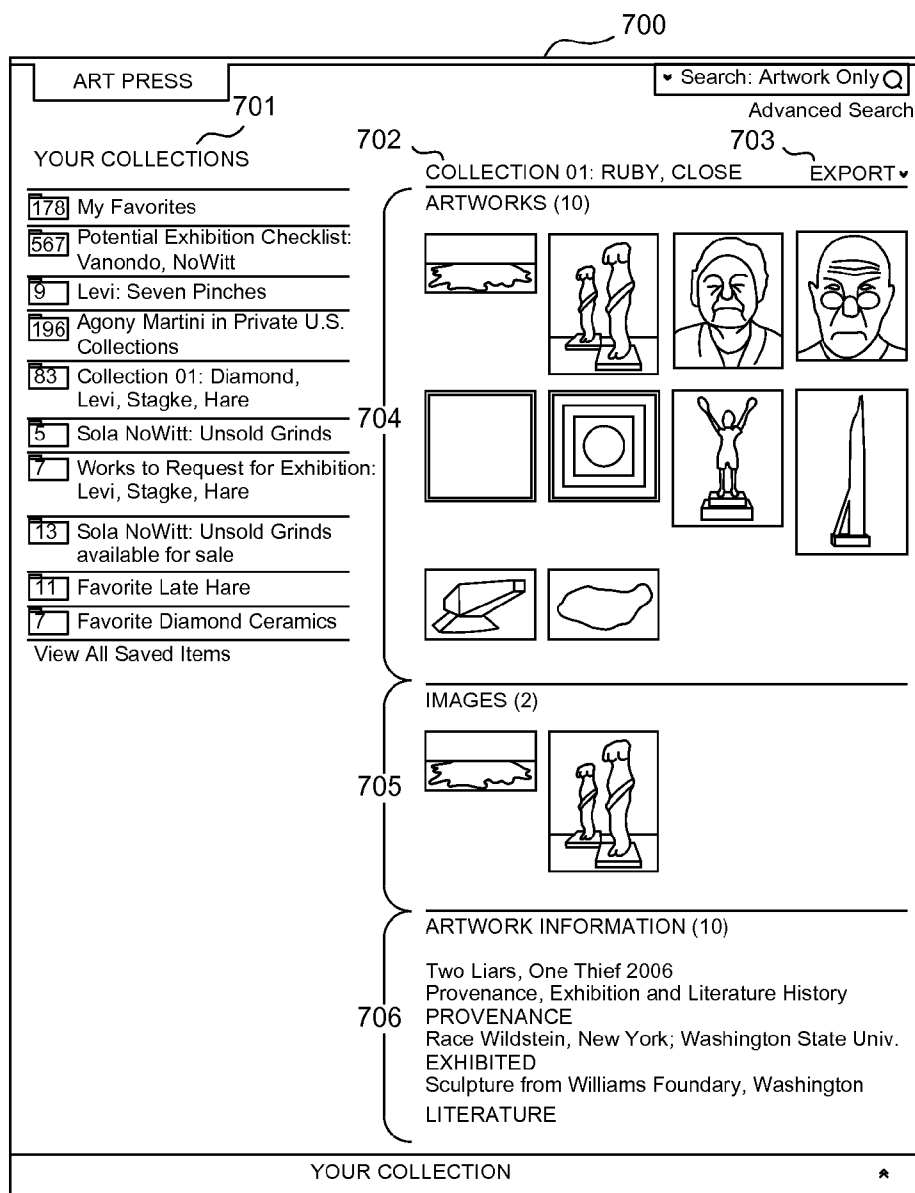 700
ART PRESS
Search: Artwork Only
Advanced Search
701
YOUR COLLECTIONS
178 My Favorites
567 Potential Exhibition Checklist:
Vanondo, NoWitt
9 Levi: Seven Pinches
196 Agony Martini in Private U.S.
Collections
83 Collection 01: Diamond,
Levi, Stagke, Hare
5 Sola NoWitt: Unsold Grinds
7 Works to Request for Exhibition:
Levi, Stagke, Hare
13 Sola NoWitt: Unsold Grinds
available for sale
11 Favorite Late Hare
7 Favorite Diamond Ceramics
View All Saved Items
702
703
COLLECTION 01: RUBY, CLOSE
EXPORT
704
ARTWORKS (10)
705
IMAGES (2)
706
ARTWORK INFORMATION (10)
Two Liars, One Thief 2006
Provenance, Exhibition and Literature History
PROVENANCE
Race Wildstein, New York; Washington State Univ.
EXHIBITED
Sculpture from Williams Foundary, Washington
LITERATURE
YOUR COLLECTION